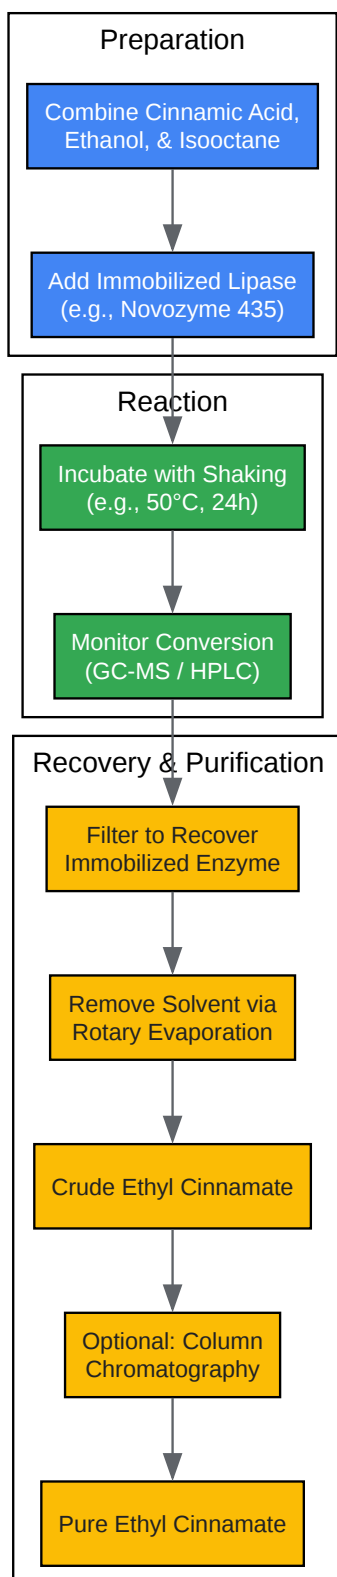 Preparation
Combine Cinnamic Acid,
Ethanol, & Isooctane
Add Immobilized Lipase
(e.g., Novozyme 435)
Reaction
Incubate with Shaking
(e.g., 50°C, 24h)
Monitor Conversion
(GC-MS / HPLC)
Recovery & Purification
Filter to Recover
Immobilized Enzyme
Remove Solvent via
Rotary Evaporation
Crude Ethyl Cinnamate
Optional: Column
Chromatography
Pure Ethyl Cinnamate